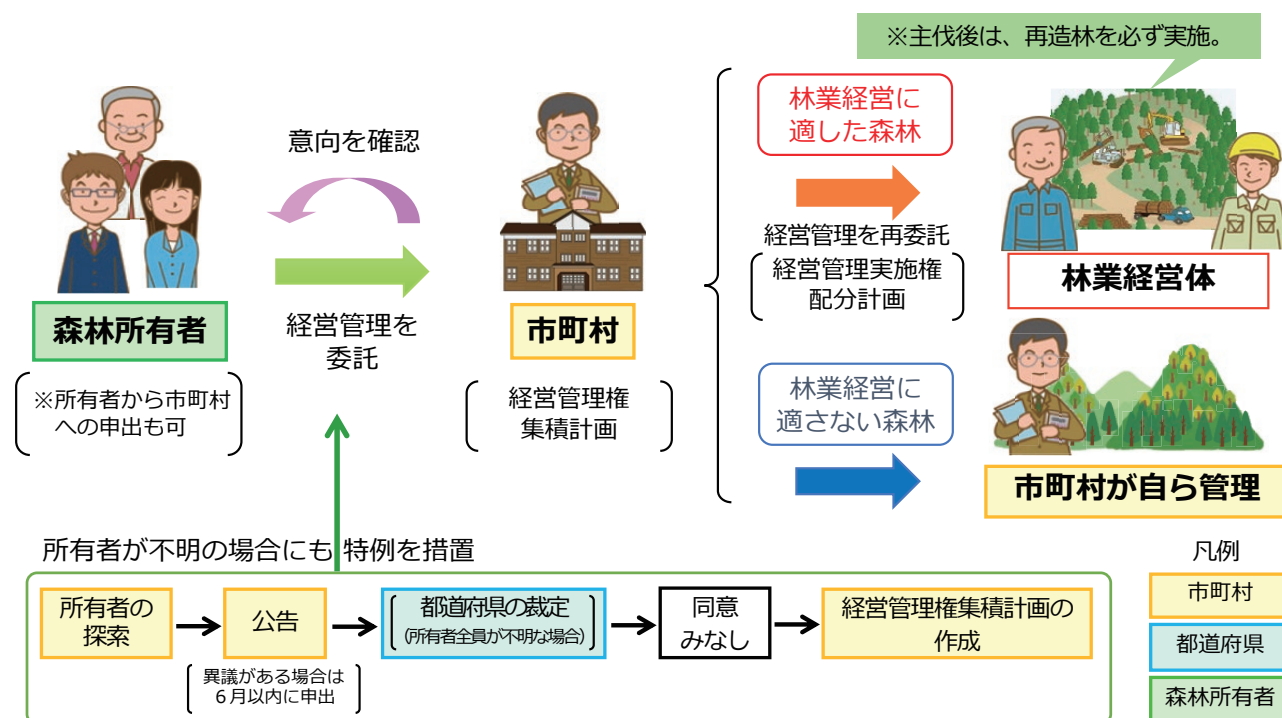 ※主伐後は、再造林を必ず実施。
意向を確認
森林所有者
※所有者から市町村
への申出も可
経営管理を
委託
市町村
経営管理権
集積計画
林業経営に
適した森林
経営管理を再委託
経営管理実施権
配分計画
林業経営体
林業経営に
適さない森林
市町村が自ら管理
所有者が不明の場合にも 特例を措置
所有者の
探索
公告
異議がある場合は
6月以内に申出
都道府県の裁定
(所有者全員が不明な場合)
同意
みなし
経営管理権集積計画の
作成
凡例
市町村
都道府県
森林所有者